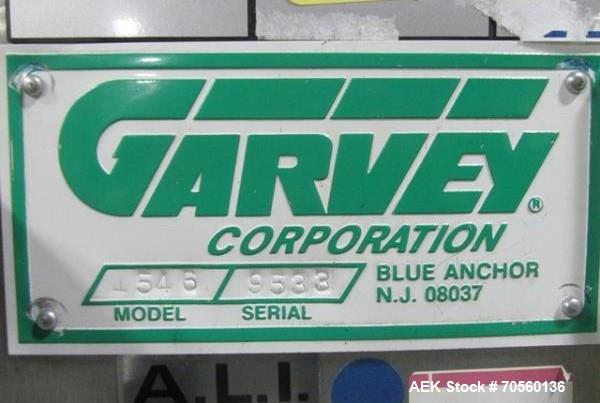 GARVEY®
CORPORATION
1546 9533 BLUE ANCHOR
MODEL SERIAL N.J. 08037
A.L.I.
AEK Stock # 70560136